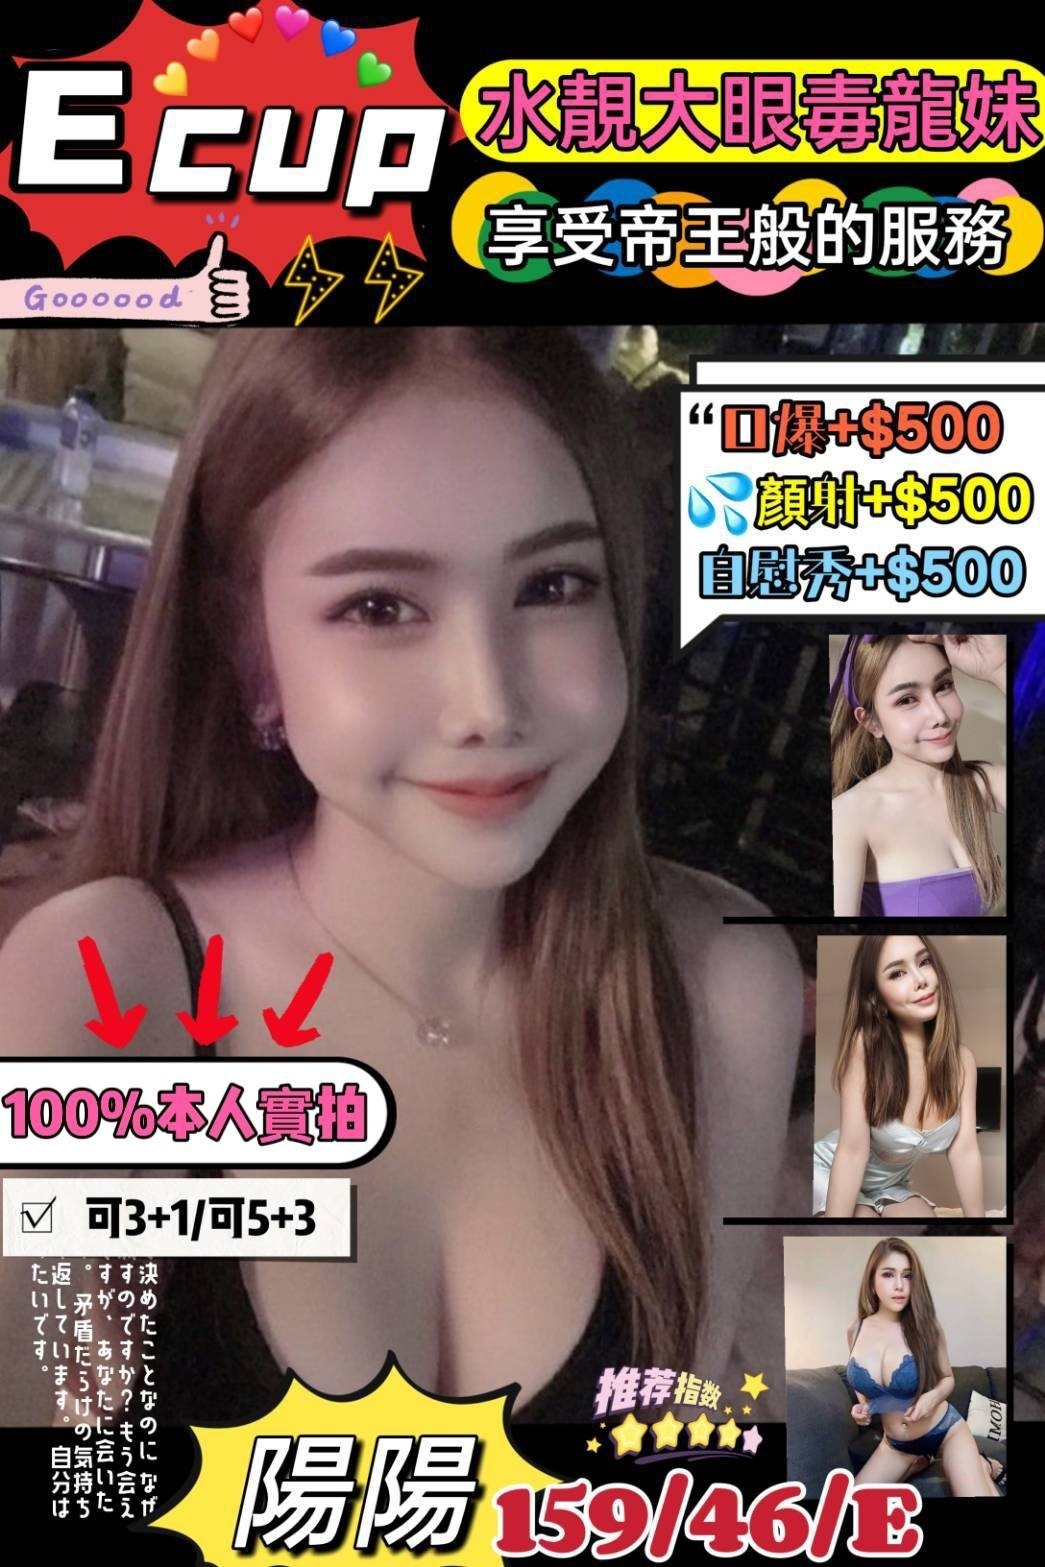 E cup
水靚大眼毒龍妹
享受帝王般的服務
Goooood
“口爆+$500
顏射+$500
自慰秀+$500
100%本人實拍
可3+1/可5+3
決めたことなのになが
すのですか？もう会え
すが、あなたに会いた
。矛盾だらけの気持ち
返しています。自分は
たいです。
推荐指数
陽陽
159/46/E